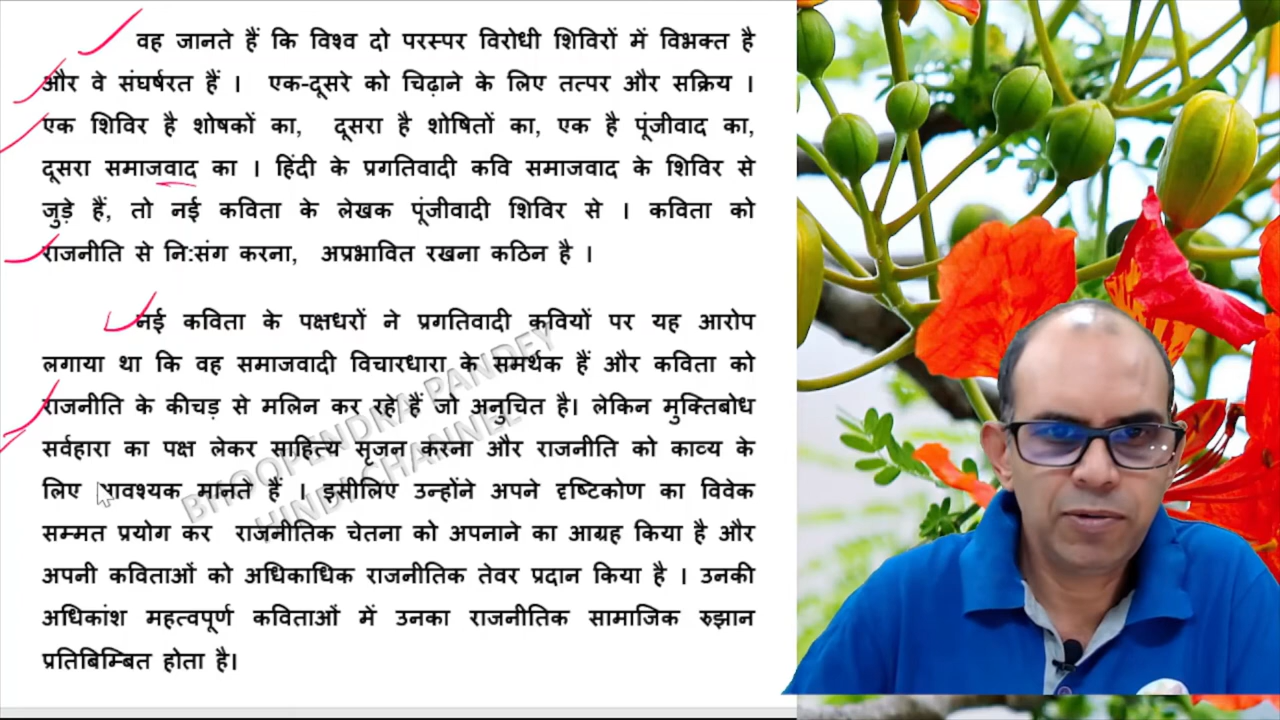 वह जानते हैं कि विश्व दो परस्पर विरोधी शिविरों में विभक्त है
और वे संघर्षरत हैं । एक-दूसरे को चिढ़ाने के लिए तत्पर और सक्रिय ।
एक शिविर है शोषकों का, दूसरा है शोषितों का, एक है पूंजीवाद का,
दूसरा समाजवाद का । हिंदी के प्रगतिवादी कवि समाजवाद के शिविर से
जुड़े हैं, तो नई कविता के लेखक पूंजीवादी शिविर से । कविता को
राजनीति से नि:संग करना, अप्रभावित रखना कठिन है ।
नई कविता के पक्षधरों ने प्रगतिवादी कवियों पर यह आरोप
लगाया था कि वह समाजवादी विचारधारा के समर्थक हैं और कविता को
राजनीति के कीचड़ से मलिन कर रहे हैं जो अनुचित है। लेकिन मुक्तिबोध
सर्वहारा का पक्ष लेकर साहित्य सृजन करना और राजनीति को काव्य के
लिए आवश्यक मानते हैं । इसीलिए उन्होंने अपने दृष्टिकोण का विवेक
सम्मत प्रयोग कर राजनीतिक चेतना को अपनाने का आग्रह किया है और
अपनी कविताओं को अधिकाधिक राजनीतिक तेवर प्रदान किया है । उनकी
अधिकांश महत्वपूर्ण कविताओं में उनका राजनीतिक सामाजिक रुझान
प्रतिबिम्बित होता है।
BHOOPENDRA PANDEY
HINDI CHANNEL